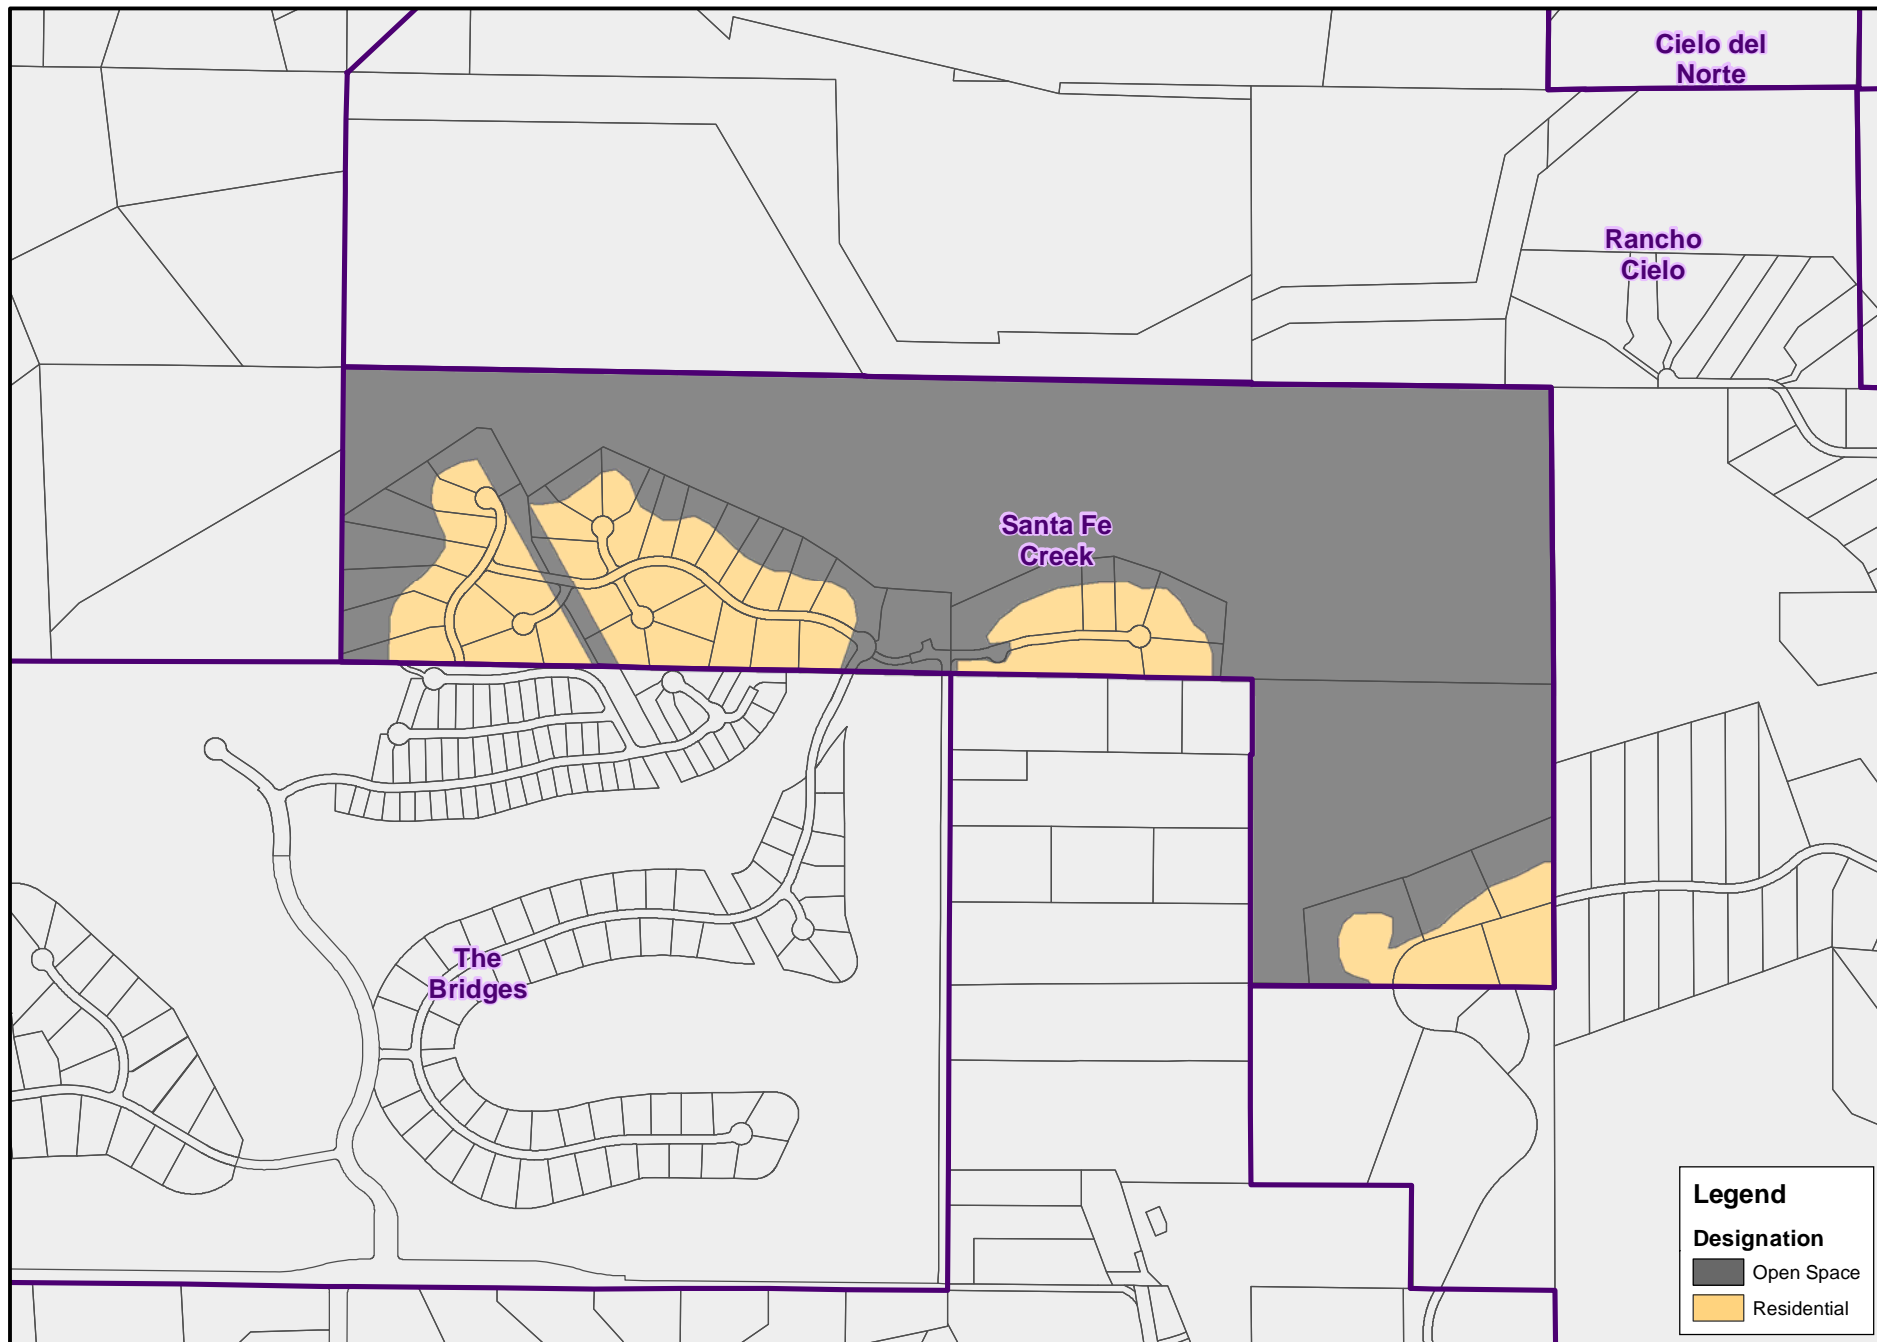 Cielo del
Norte
Rancho
Cielo
Santa Fe
Creek
The
Bridges
Legend
Designation
Open Space
Residential